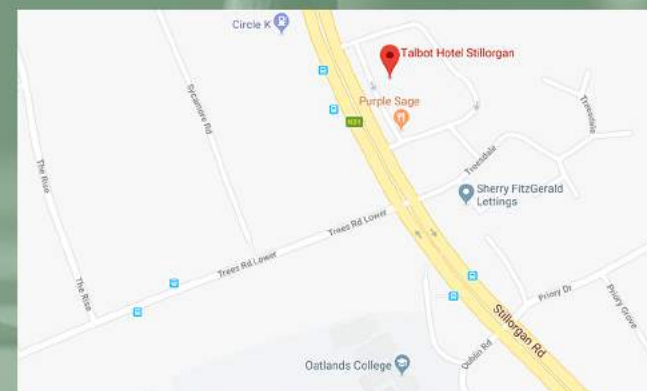 Circle K
Talbot Hotel Stillorgan
Purple Sage
N31
Sycamore Rd
Treesdale
Treesdale
The Rise
Sherry FitzGerald
Lettings
Trees Rd Lower
Trees Rd Lower
The Rise
Priory Dr
Priory Grove
Stillorgan Rd
Dublin Rd
Oatlands College